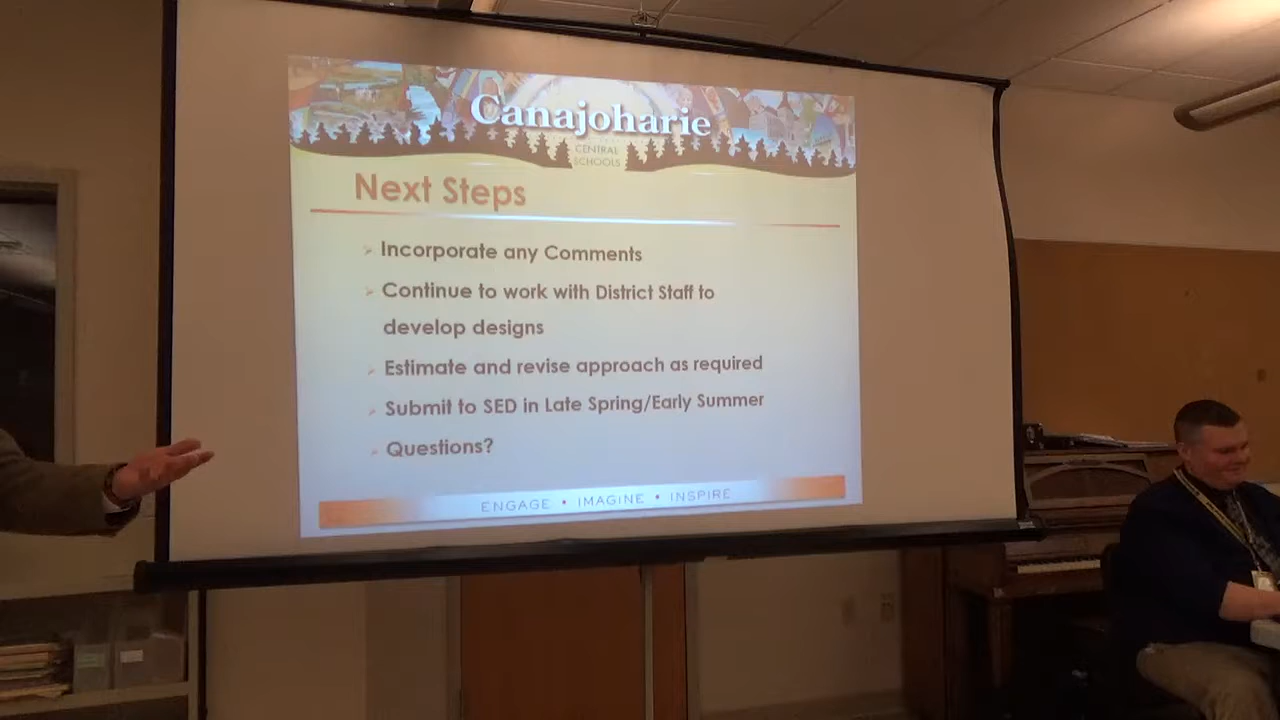 Canajoharie
CENTRAL
SCHOOLS
Next Steps
Incorporate any Comments
Continue to work with District Staff to
develop designs
Estimate and revise approach as required
Submit to SED in Late Spring/Early Summer
Questions?
ENGAGE • IMAGINE • INSPIRE